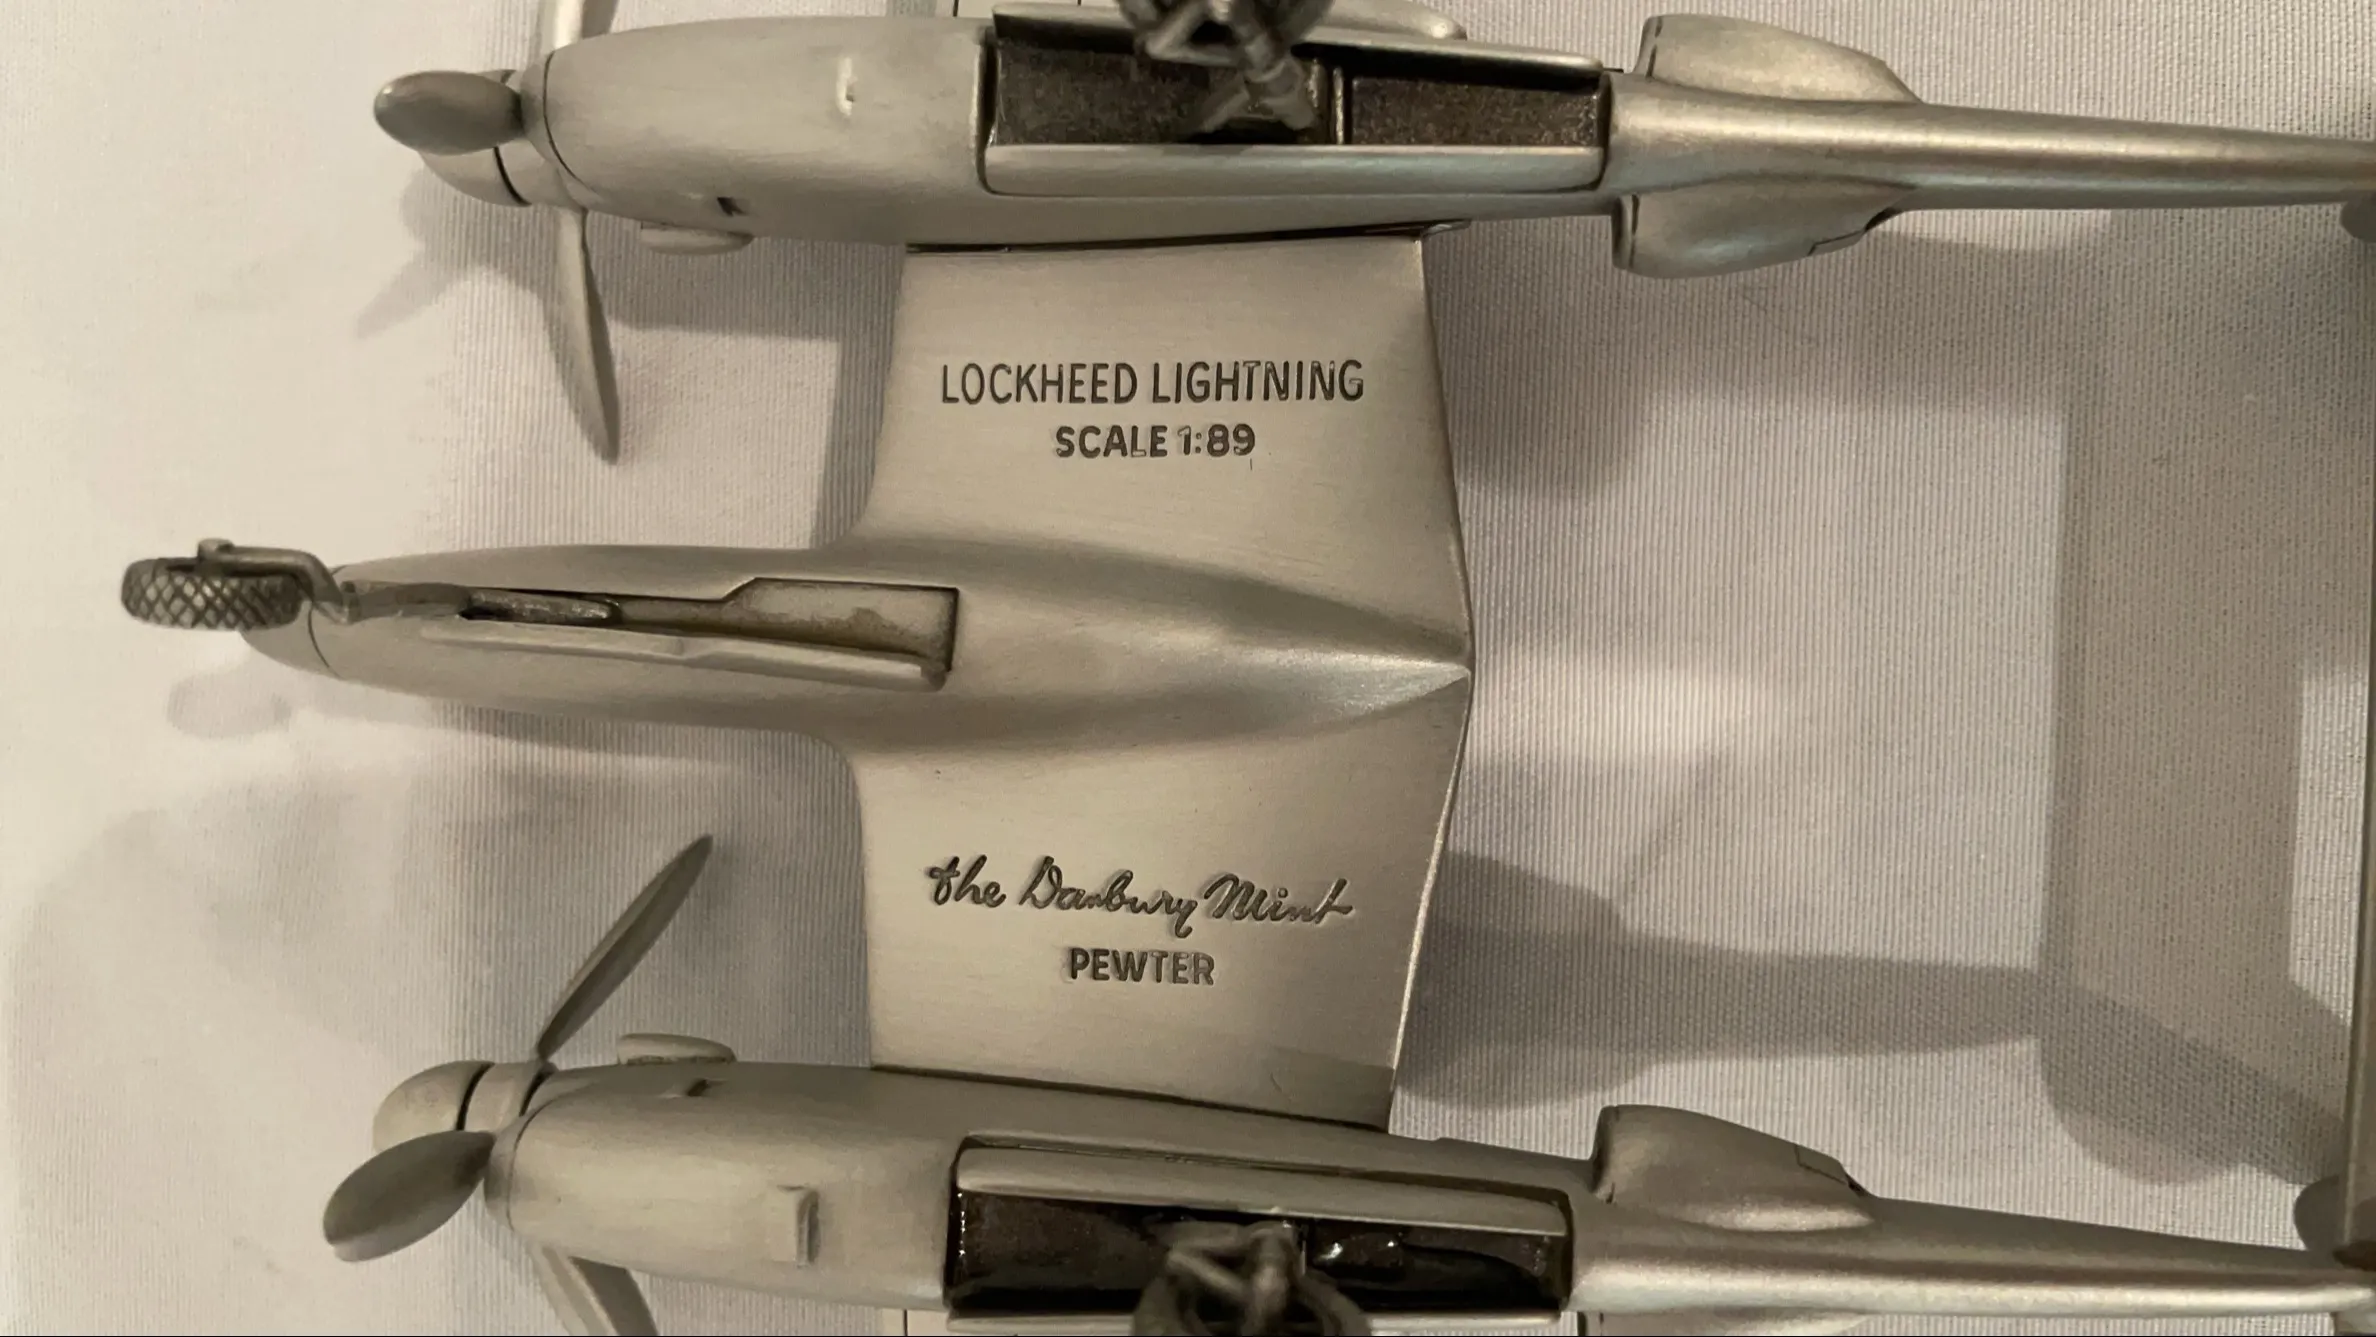 LOCKHEED LIGHTNING
SCALE 1:89
the Danbury Mint
PEWTER